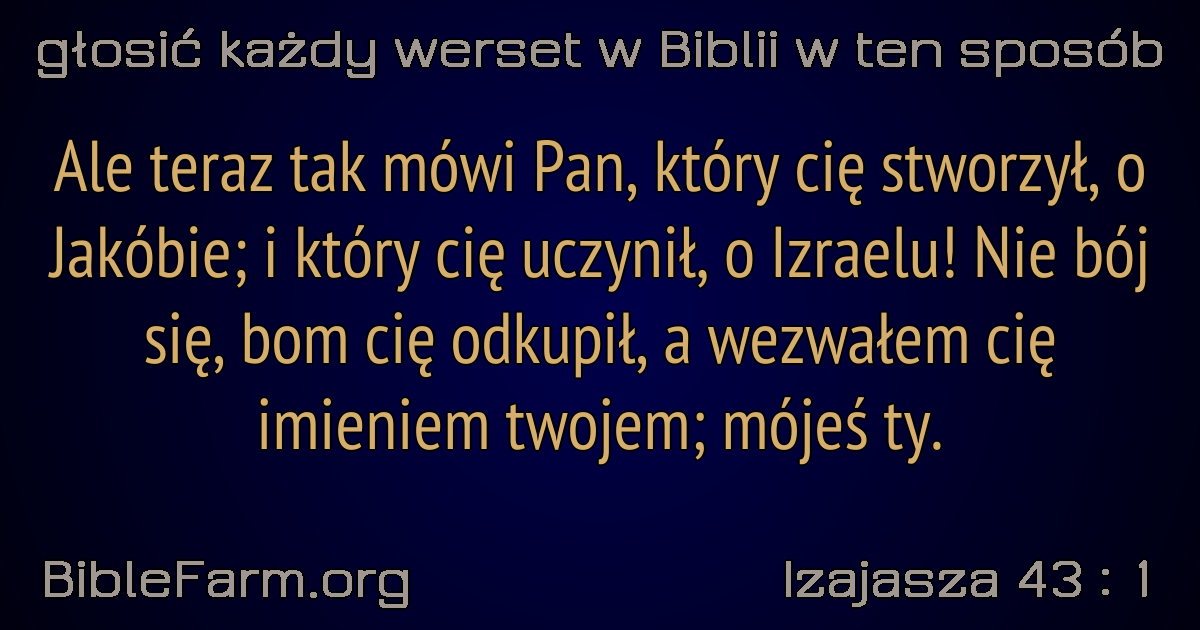 głosić każdy werset w Biblii w ten sposób
Ale teraz tak mówi Pan, który cię stworzył, o
Jakóbie; i który cię uczynił, o Izraelu! Nie bój
się, bom cię odkupił, a wezwałem cię
imieniem twojem; mójeś ty.
BibleFarm.org
Izajasza 43 : 1